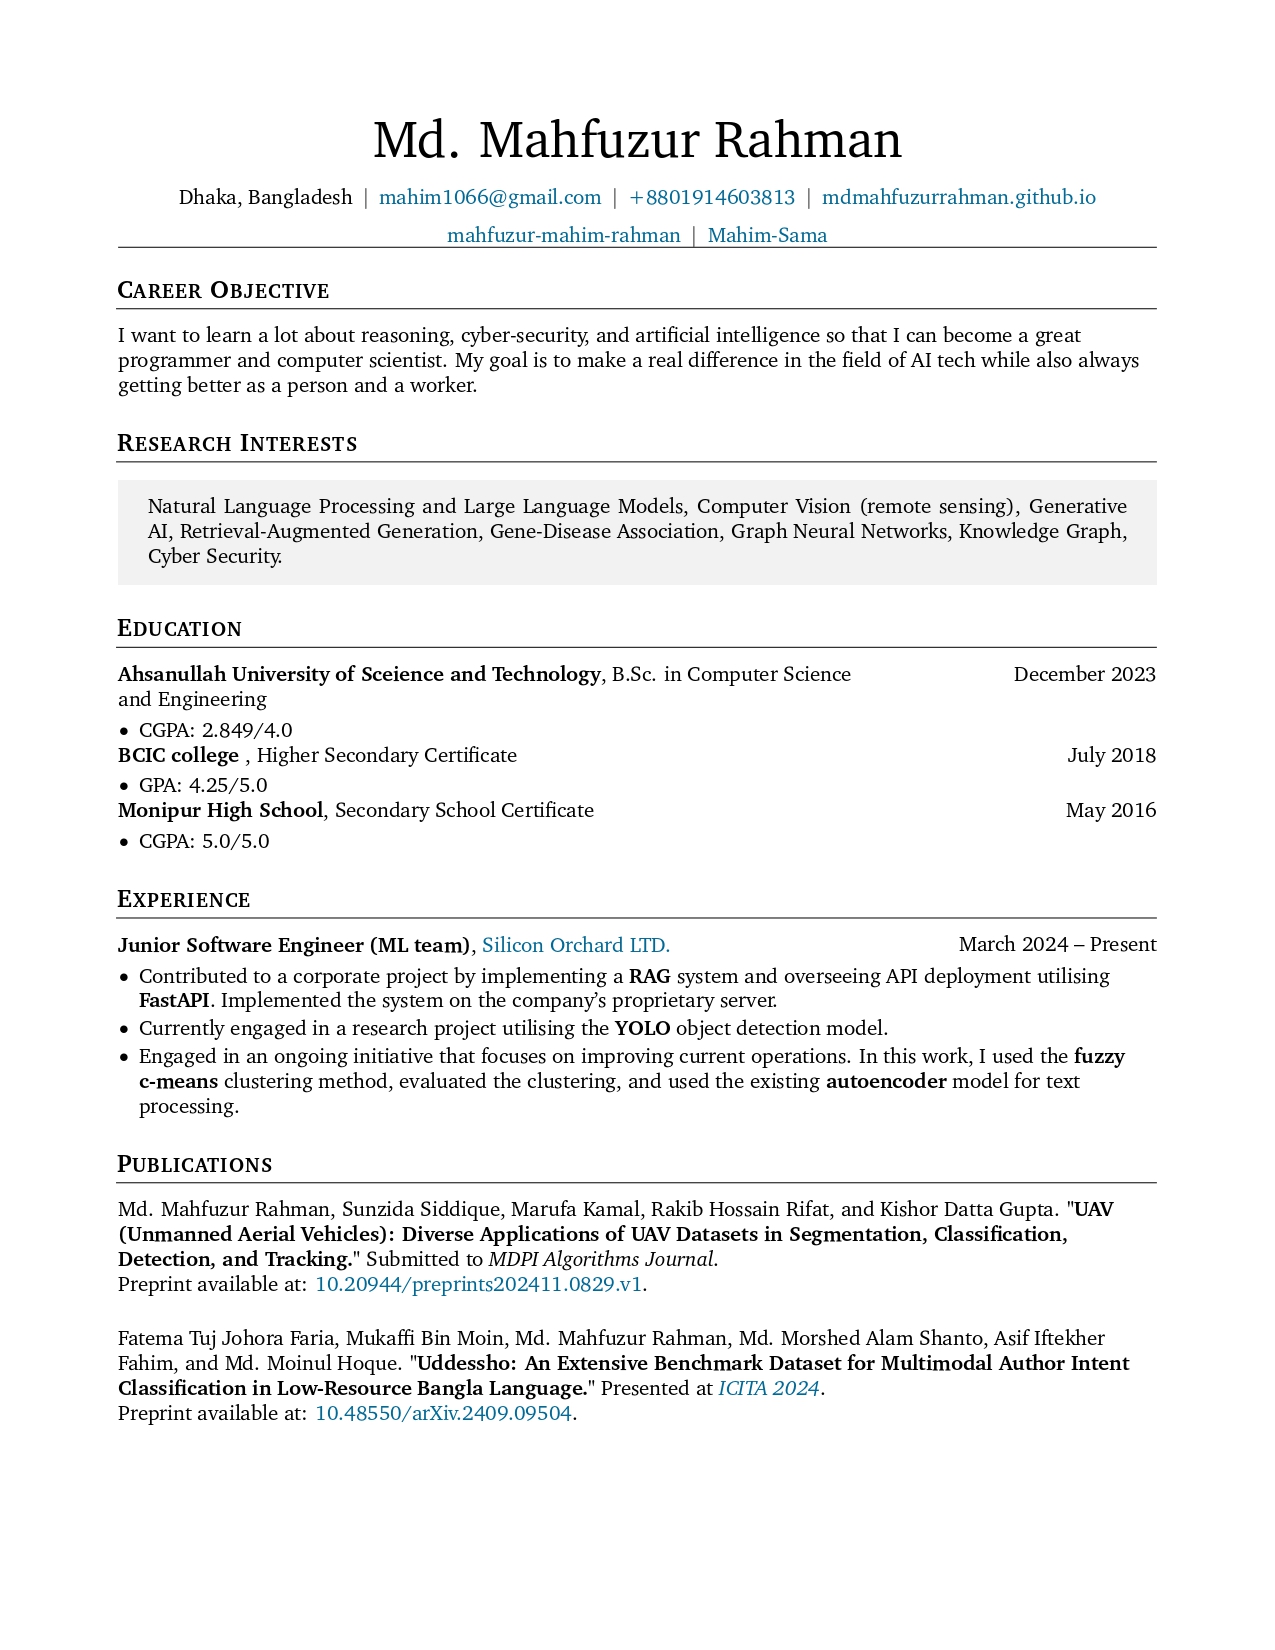 Md. Mahfuzur Rahman
Dhaka, Bangladesh | mahim1066@gmail.com | +8801914603813 | mdmahfuzurrahman.github.io
mahfuzur-mahim-rahman | Mahim-Sama
Career Objective
I want to learn a lot about reasoning, cyber-security, and artificial intelligence so that I can become a great
programmer and computer scientist. My goal is to make a real difference in the field of AI tech while also always
getting better as a person and a worker.
Research Interests
Natural Language Processing and Large Language Models, Computer Vision (remote sensing), Generative
AI, Retrieval-Augmented Generation, Gene-Disease Association, Graph Neural Networks, Knowledge Graph,
Cyber Security.
Education
Ahsanullah University of Sceience and Technology, B.Sc. in Computer Science December 2023
and Engineering
• CGPA: 2.849/4.0
BCIC college , Higher Secondary Certificate July 2018
• GPA: 4.25/5.0
Monipur High School, Secondary School Certificate May 2016
• CGPA: 5.0/5.0
Experience
Junior Software Engineer (ML team), Silicon Orchard LTD. March 2024 – Present
• Contributed to a corporate project by implementing a RAG system and overseeing API deployment utilising
FastAPI. Implemented the system on the company's proprietary server.
• Currently engaged in a research project utilising the YOLO object detection model.
• Engaged in an ongoing initiative that focuses on improving current operations. In this work, I used the fuzzy
c-means clustering method, evaluated the clustering, and used the existing autoencoder model for text
processing.
Publications
Md. Mahfuzur Rahman, Sunzida Siddique, Marufa Kamal, Rakib Hossain Rifat, and Kishor Datta Gupta. "UAV
(Unmanned Aerial Vehicles): Diverse Applications of UAV Datasets in Segmentation, Classification,
Detection, and Tracking." Submitted to MDPI Algorithms Journal.
Preprint available at: 10.20944/preprints202411.0829.v1.
Fatema Tuj Johora Faria, Mukaffi Bin Moin, Md. Mahfuzur Rahman, Md. Morshed Alam Shanto, Asif Iftekher
Fahim, and Md. Moinul Hoque. "Uddessho: An Extensive Benchmark Dataset for Multimodal Author Intent
Classification in Low-Resource Bangla Language." Presented at ICITA 2024.
Preprint available at: 10.48550/arXiv.2409.09504.